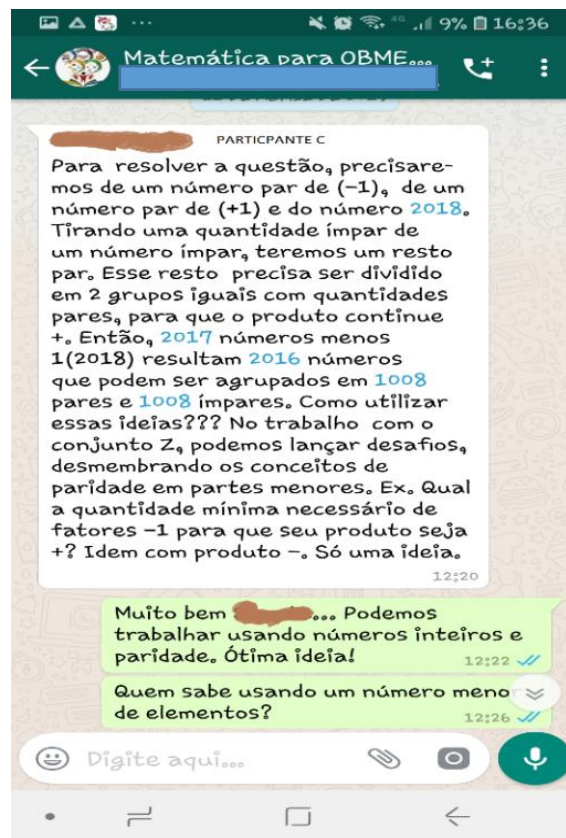 ... 4G 9% 16:36
Matemática para OBME...
PARTICPANTE C
Para resolver a questão, precisare-
mos de um número par de (−1), de um
número par de (+1) e do número 2018.
Tirando uma quantidade ímpar de
um número ímpar, teremos um resto
par. Esse resto precisa ser dividido
em 2 grupos iguais com quantidades
pares, para que o produto continue
+. Então, 2017 números menos
1(2018) resultam 2016 números
que podem ser agrupados em 1008
pares e 1008 ímpares. Como utilizar
essas ideias??? No trabalho com o
conjunto Z, podemos lançar desafios,
desmembrando os conceitos de
paridade em partes menores. Ex. Qual
a quantidade mínima necessário de
fatores −1 para que seu produto seja
+? Idem com produto −. Só uma ideia.
12:20
Muito bem ... Podemos
trabalhar usando números inteiros e
paridade. Ótima ideia!
12:22
Quem sabe usando um número meno
de elementos?
12:26
Digite aqui...